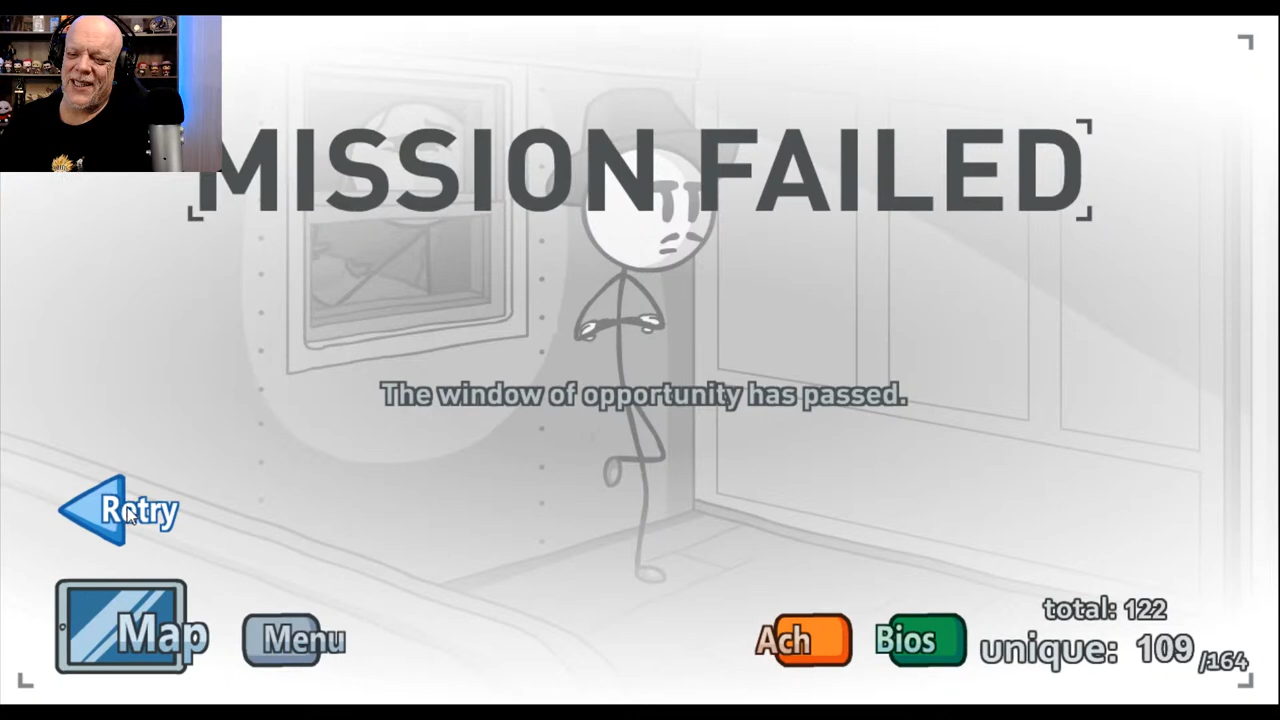 MISSION FAILED
The window of opportunity has passed.
Retry
Map
Menu
Ach
Bios
total: 122
unique: 109 /164